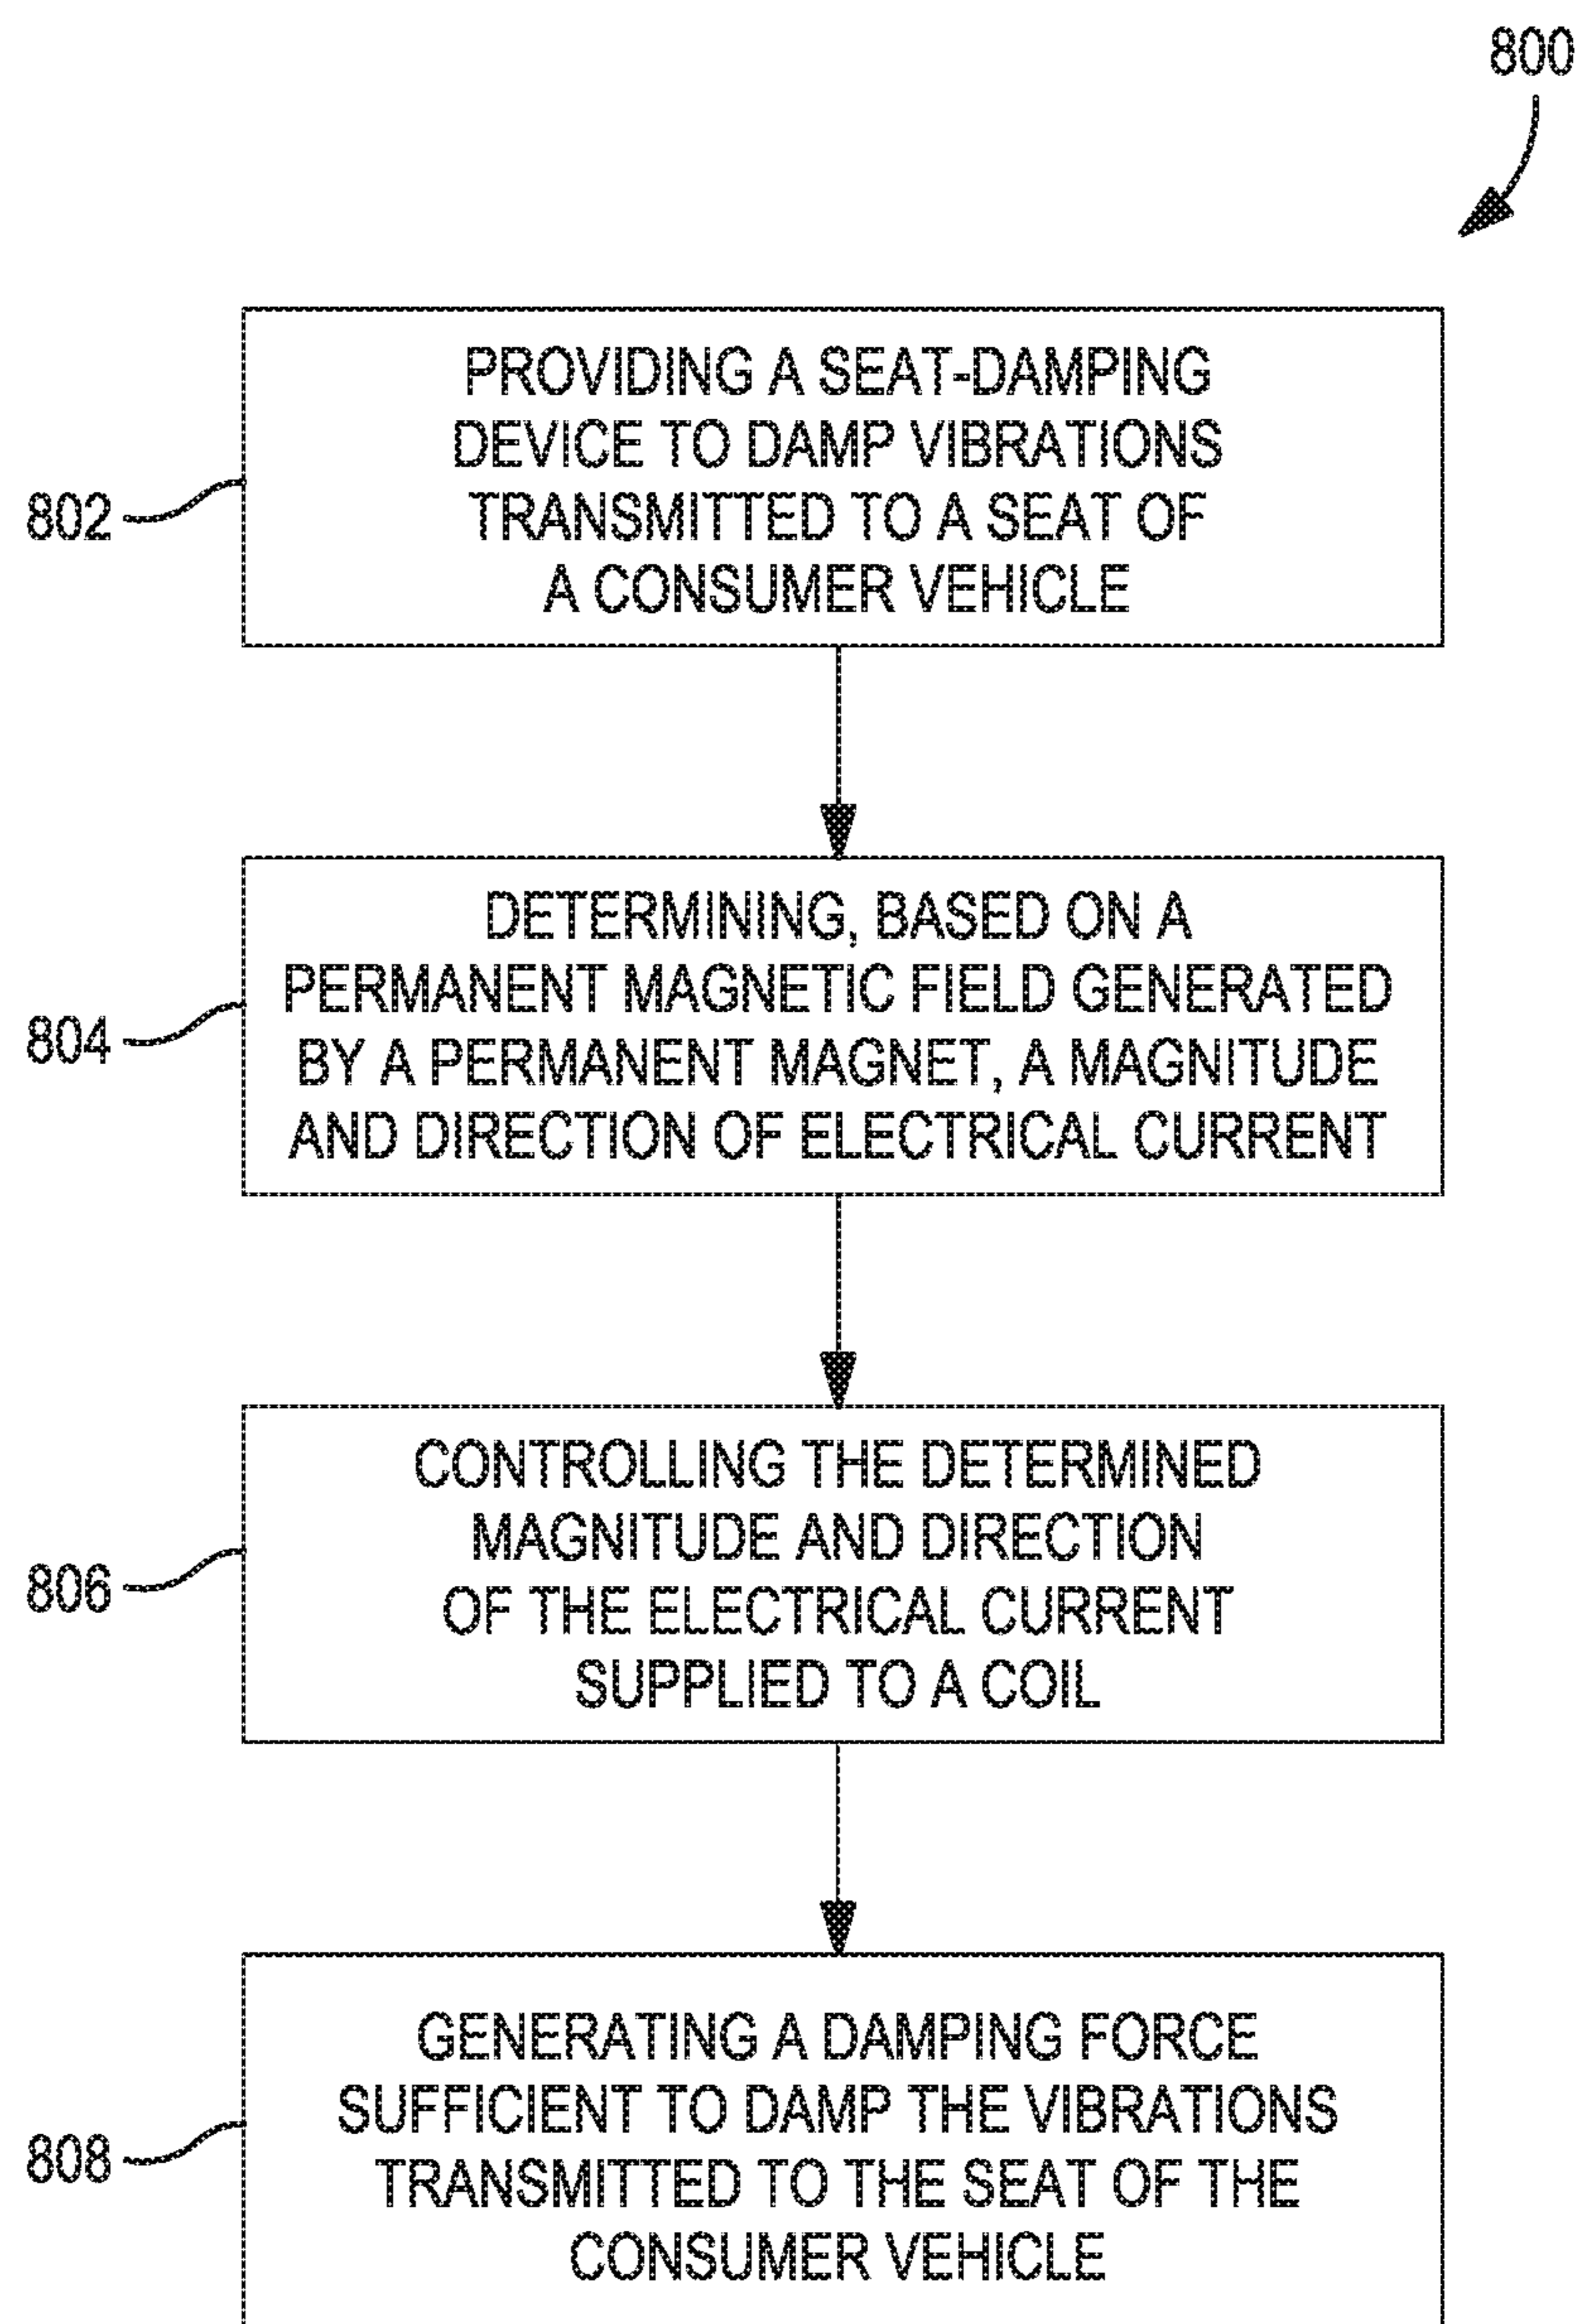 800
802
PROVIDING A SEAT-DAMPING
DEVICE TO DAMP VIBRATIONS
TRANSMITTED TO A SEAT OF
A CONSUMER VEHICLE
804
DETERMINING, BASED ON A
PERMANENT MAGNETIC FIELD GENERATED
BY A PERMANENT MAGNET, A MAGNITUDE
AND DIRECTION OF ELECTRICAL CURRENT
806
CONTROLLING THE DETERMINED
MAGNITUDE AND DIRECTION
OF THE ELECTRICAL CURRENT
SUPPLIED TO A COIL
808
GENERATING A DAMPING FORCE
SUFFICIENT TO DAMP THE VIBRATIONS
TRANSMITTED TO THE SEAT OF THE
CONSUMER VEHICLE